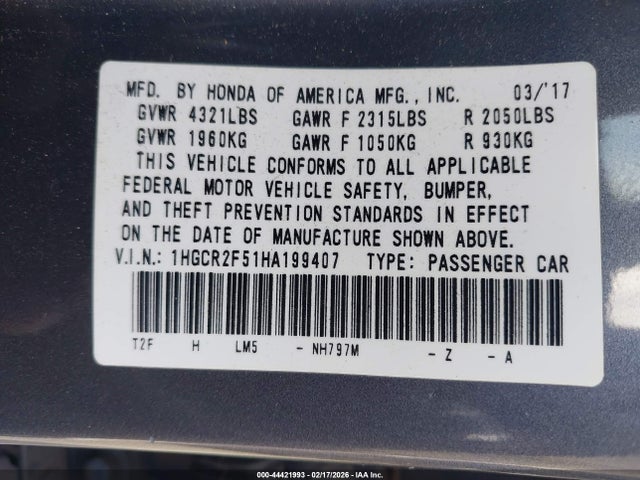 MFD. BY HONDA OF AMERICA MFG., INC. 03/'17
GVWR 4321LBS GAWR F 2315LBS R 2050LBS
GVWR 1960KG GAWR F 1050KG R 930KG
THIS VEHICLE CONFORMS TO ALL APPLICABLE
FEDERAL MOTOR VEHICLE SAFETY, BUMPER,
AND THEFT PREVENTION STANDARDS IN EFFECT
ON THE DATE OF MANUFACTURE SHOWN ABOVE.
V.I.N.: 1HGCR2F51HA199407 TYPE: PASSENGER CAR
T2F H LM5 - NH797M - Z - A
000-44421993 - 02/17/2026 - IAA Inc.